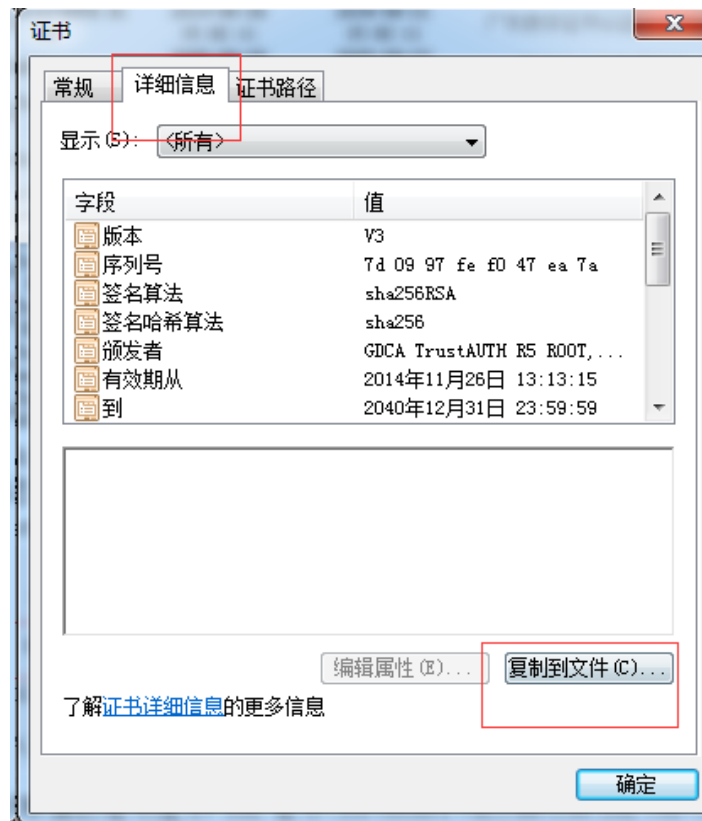 证书
常规 详细信息 证书路径
显示(S): <所有>
字段 值
版本 V3
序列号 7d 09 97 fe f0 47 ea 7a
签名算法 sha256RSA
签名哈希算法 sha256
颁发者 GDCA TrustAUTH R5 ROOT,...
有效期从 2014年11月26日 13:13:15
到 2040年12月31日 23:59:59
编辑属性(E)... 复制到文件(C)...
了解证书详细信息的更多信息
确定